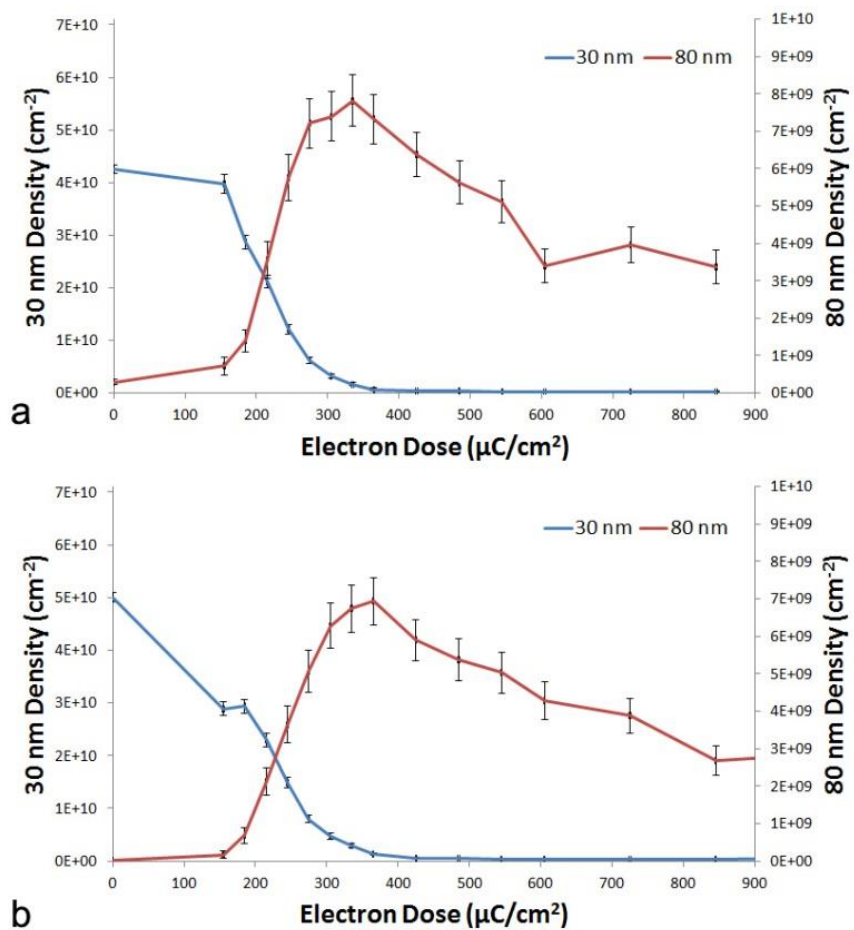 7E+10
6E+10
5E+10
4E+10
3E+10
2E+10
1E+10
0E+00
30 nm Density (cm-2)
30 nm 80 nm
1E+10
9E+09
8E+09
7E+09
6E+09
5E+09
4E+09
3E+09
2E+09
1E+09
0E+00
80 nm Density (cm-2)
0 100 200 300 400 500 600 700 800 900
Electron Dose (μC/cm2)
a
7E+10
6E+10
5E+10
4E+10
3E+10
2E+10
1E+10
0E+00
30 nm Density (cm-2)
30 nm 80 nm
1E+10
9E+09
8E+09
7E+09
6E+09
5E+09
4E+09
3E+09
2E+09
1E+09
0E+00
80 nm Density (cm-2)
0 100 200 300 400 500 600 700 800 900
Electron Dose (μC/cm2)
b